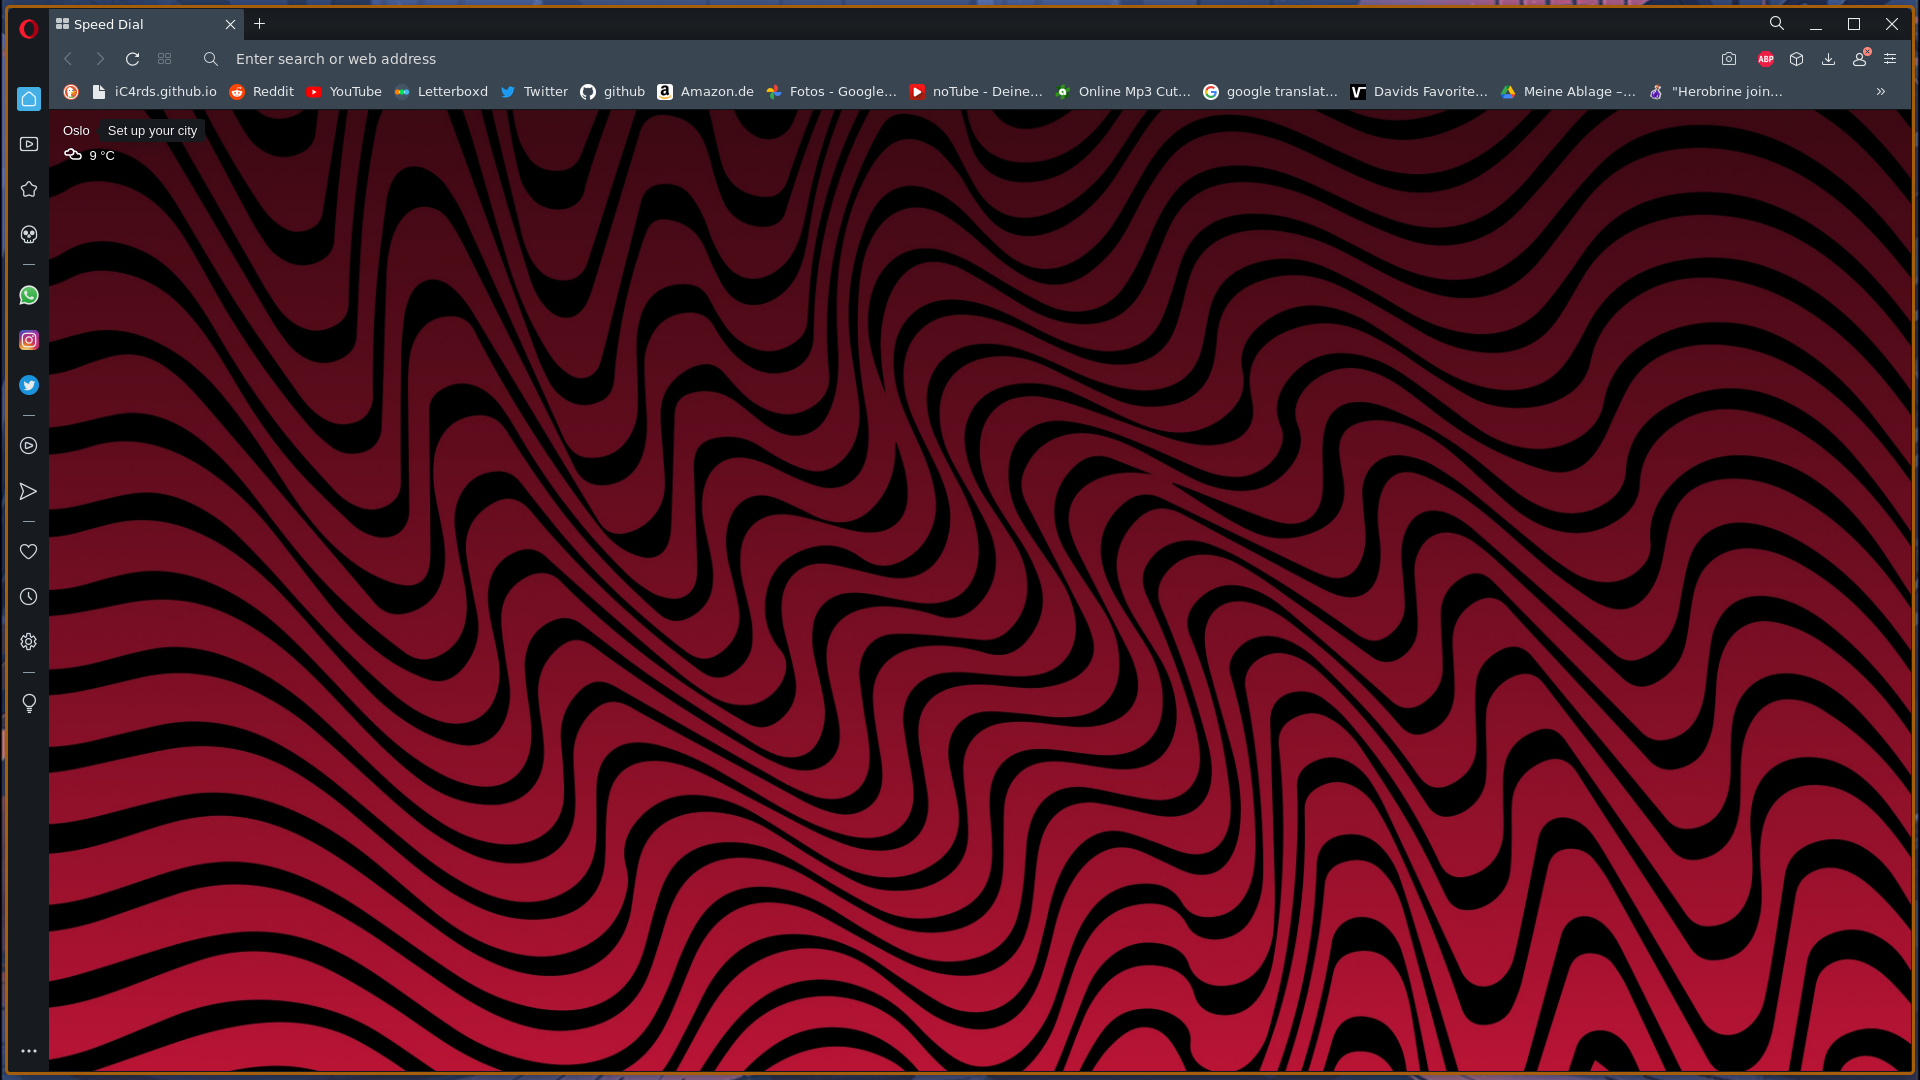 Speed Dial
Enter search or web address
ABP
iC4rds.github.io Reddit YouTube Letterboxd Twitter github Amazon.de Fotos - Google... noTube - Deine... Online Mp3 Cut... google translat... Davids Favorite... Meine Ablage –... "Herobrine join...
Oslo Set up your city
9 °C